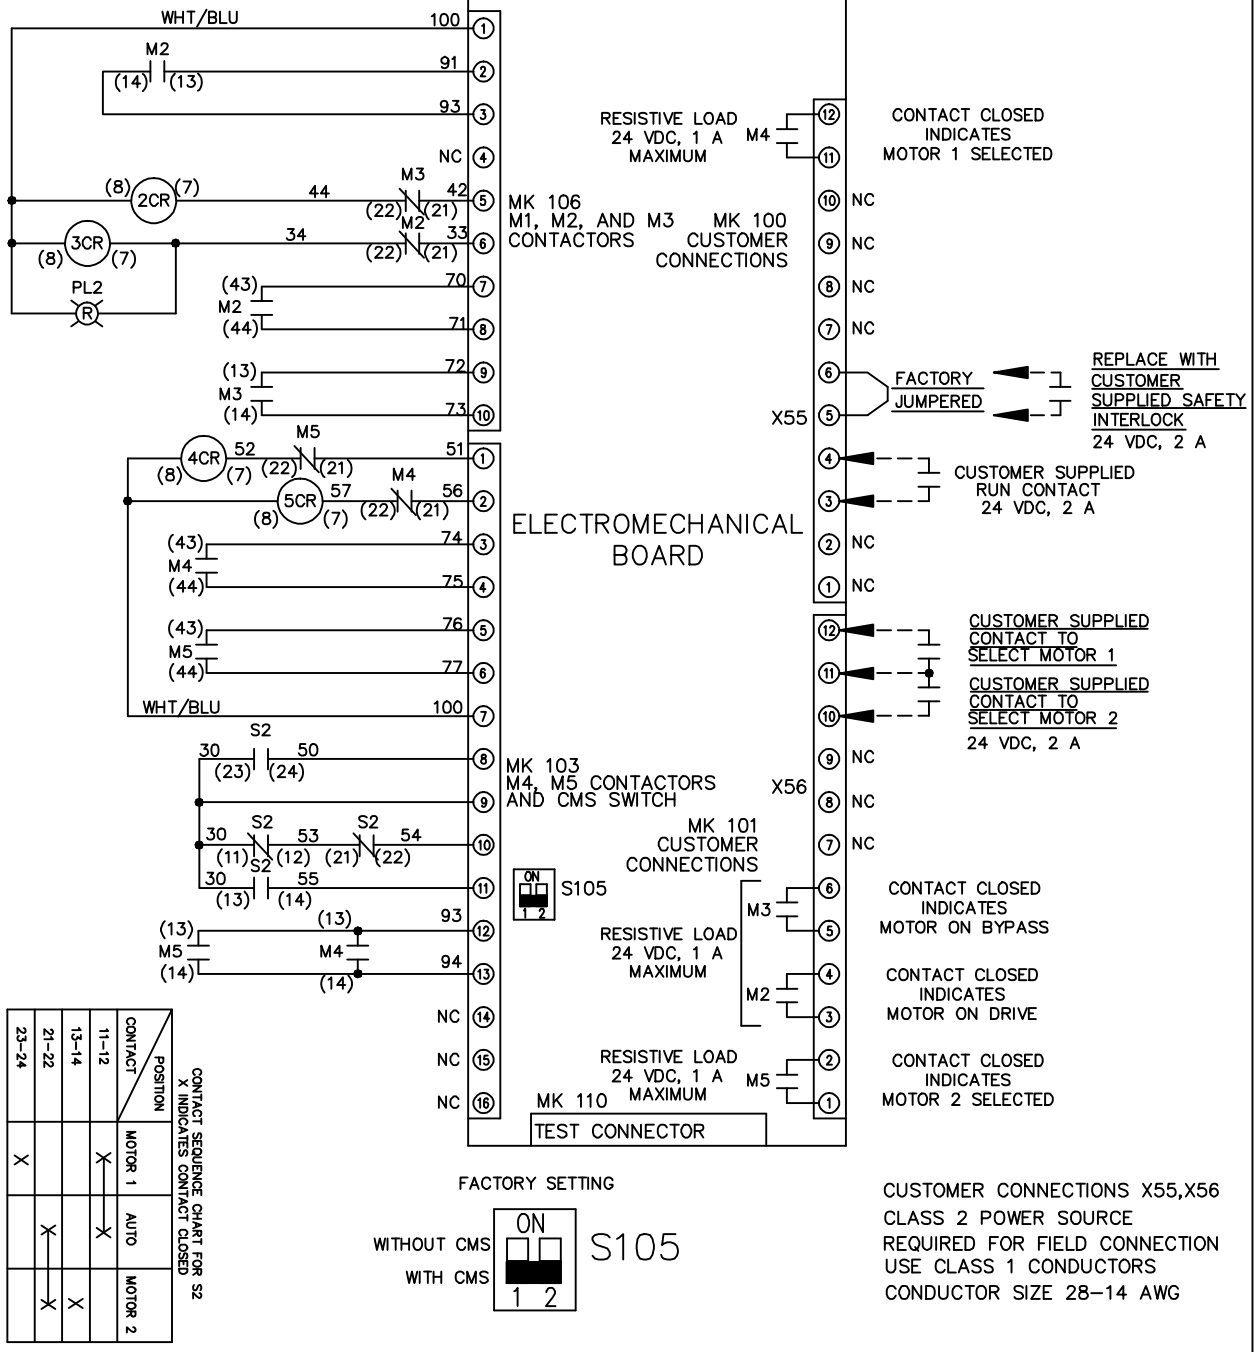 WHT/BLU 100 1
M2 91 2
(14) (13)
93 3
NC 4
(8) 2CR (7) 44 M3 42 5
(22) (21)
(8) 3CR (7) 34 M2 33 6
(22) (21)
PL2
R
(43) 70 7
M2
(44) 71 8
(13) 72 9
M3
(14) 73 10
MK 106
M1, M2, AND M3
CONTACTORS
(8) 4CR (7) 52 M5 51 1
(22) (21)
(8) 5CR (7) 57 M4 56 2
(22) (21)
(43) 74 3
M4
(44) 75 4
(43) 76 5
M5
(44) 77 6
WHT/BLU 100 7
S2
30 50 8
(23) (24)
9
30 S2 53 S2 54 10
(11) (12) (21) (22)
30 S2 55 11
(13) (14)
(13) (13) 93 12
M5 M4
(14) (14) 94 13
NC 14
NC 15
NC 16
MK 103
M4, M5 CONTACTORS
AND CMS SWITCH
ELECTROMECHANICAL
BOARD
ON
1 2
S105
MK 110
TEST CONNECTOR
RESISTIVE LOAD
24 VDC, 1 A
MAXIMUM
M4
12
11
CONTACT CLOSED
INDICATES
MOTOR 1 SELECTED
MK 100
CUSTOMER
CONNECTIONS
10 NC
9 NC
8 NC
7 NC
X55
6
5
FACTORY
JUMPERED
REPLACE WITH
CUSTOMER
SUPPLIED SAFETY
INTERLOCK
24 VDC, 2 A
4
3
CUSTOMER SUPPLIED
RUN CONTACT
24 VDC, 2 A
2 NC
1 NC
12
11
10
CUSTOMER SUPPLIED
CONTACT TO
SELECT MOTOR 1
CUSTOMER SUPPLIED
CONTACT TO
SELECT MOTOR 2
24 VDC, 2 A
X56
9 NC
8 NC
7 NC
MK 101
CUSTOMER
CONNECTIONS
RESISTIVE LOAD
24 VDC, 1 A
MAXIMUM
M3
6
5
CONTACT CLOSED
INDICATES
MOTOR ON BYPASS
M2
4
3
CONTACT CLOSED
INDICATES
MOTOR ON DRIVE
RESISTIVE LOAD
24 VDC, 1 A
MAXIMUM
M5
2
1
CONTACT CLOSED
INDICATES
MOTOR 2 SELECTED
CONTACT SEQUENCE CHART FOR S2
X INDICATES CONTACT CLOSED
POSITION
CONTACT MOTOR 1 AUTO MOTOR 2
11-12 X X
13-14 X
21-22 X X
23-24 X
FACTORY SETTING
WITHOUT CMS
WITH CMS
ON
1 2
S105
CUSTOMER CONNECTIONS X55,X56
CLASS 2 POWER SOURCE
REQUIRED FOR FIELD CONNECTION
USE CLASS 1 CONDUCTORS
CONDUCTOR SIZE 28-14 AWG